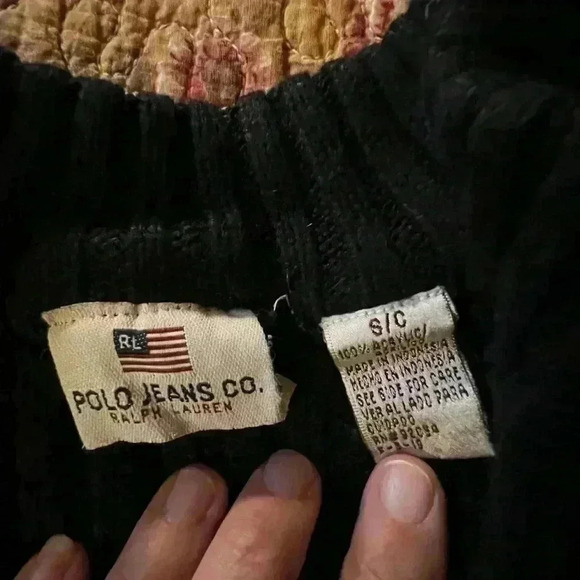 RL
POLO JEANS CO.
RALPH LAUREN
S/C
100% ACRYLIC/
MADE IN INDONESIA
HECHO EN INDONESIA
SEE SIDE FOR CARE
VER AL LADO PARA
CUIDADO